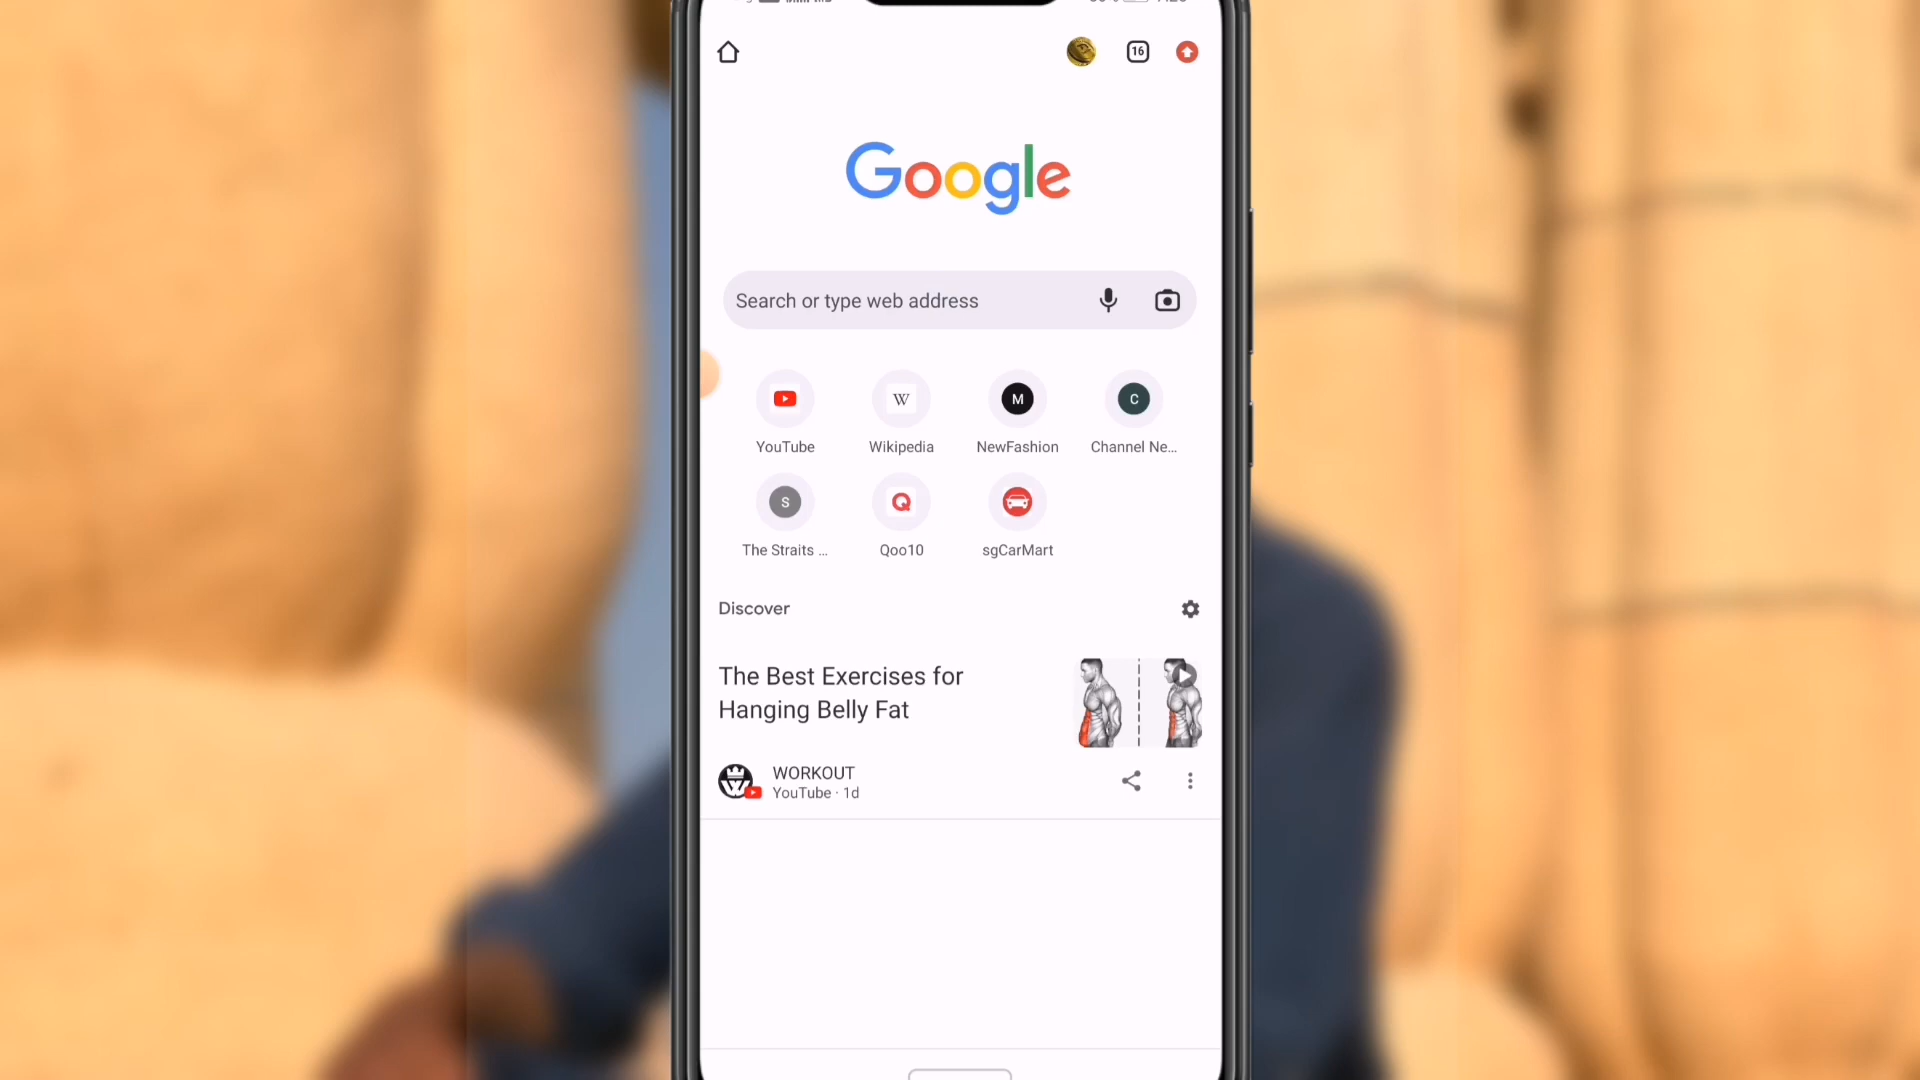 16
Google
Search or type web address
W
M
C
YouTube
Wikipedia
NewFashion
Channel Ne...
S
Q
The Straits ...
Qoo10
sgCarMart
Discover
The Best Exercises for
Hanging Belly Fat
WORKOUT
YouTube · 1d